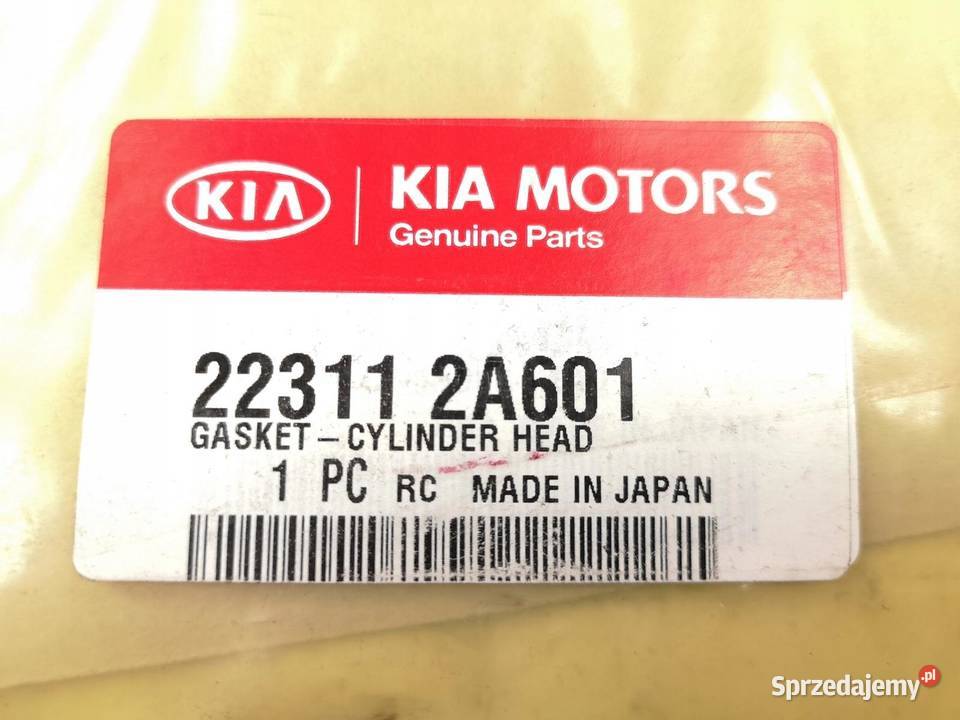 KIA
KIA MOTORS
Genuine Parts
22311 2A601
GASKET-CYLINDER HEAD
1 PC RC MADE IN JAPAN
Sprzedajemy.pl